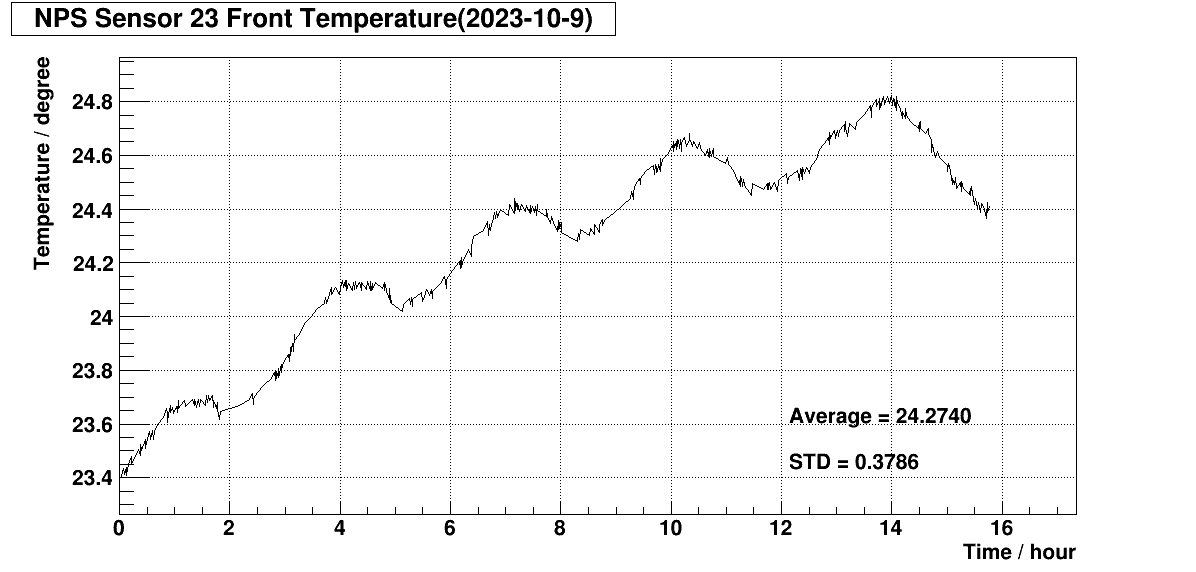 NPS Sensor 23 Front Temperature(2023-10-9)
Temperature / degree
24.8
24.6
24.4
24.2
24
23.8
23.6
23.4
Average = 24.2740
STD = 0.3786
0 2 4 6 8 10 12 14 16
Time / hour